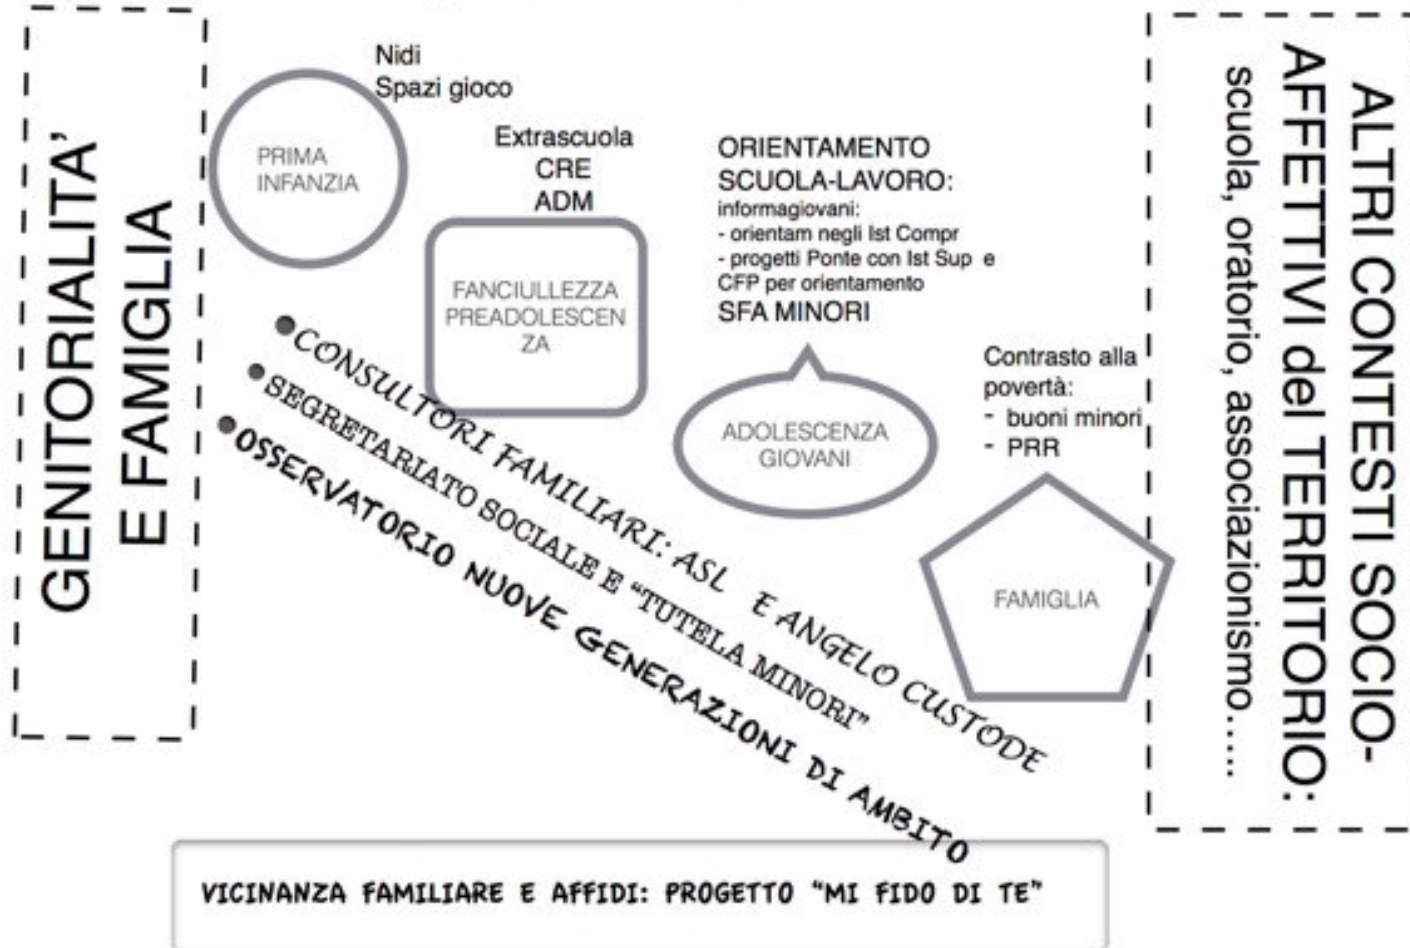 GENITORIALITA'
E FAMIGLIA
Nidi
Spazi gioco
PRIMA
INFANZIA
Extrascuola
CRE
ADM
FANCIULLEZZA
PREADOLESCEN
ZA
ORIENTAMENTO
SCUOLA-LAVORO:
informagiovani:
- orientam negli Ist Compr
- progetti Ponte con Ist Sup e
CFP per orientamento
SFA MINORI
ADOLESCENZA
GIOVANI
Contrasto alla
povertà:
- buoni minori
- PRR
FAMIGLIA
•CONSULTORI FAMILIARI: ASL E ANGELO CUSTODE
•SEGRETARIATO SOCIALE E “TUTELA MINORI”
•OSSERVATORIO NUOVE GENERAZIONI DI AMBITO
ALTRI CONTESTI SOCIO-
AFFETTIVI del TERRITORIO:
scuola, oratorio, associazionismo.....
VICINANZA FAMILIARE E AFFIDI: PROGETTO “MI FIDO DI TE”